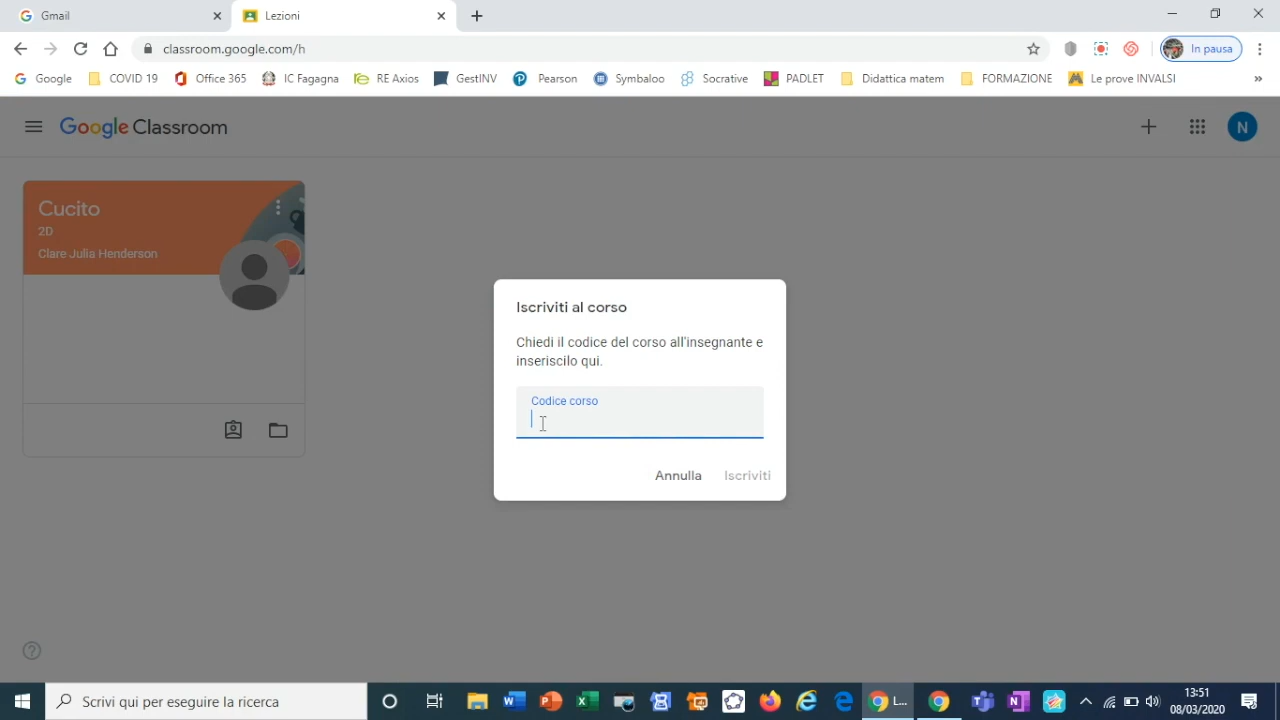 Gmail
Lezioni
classroom.google.com/h
In pausa
Google
COVID 19
Office 365
IC Fagagna
RE Axios
GestINV
Pearson
Symbaloo
Socrative
PADLET
Didattica matem
FORMAZIONE
Le prove INVALSI
»
Google Classroom
N
Cucito
2D
Clare Julia Henderson
Iscriviti al corso
Chiedi il codice del corso all'insegnante e
inseriscilo qui.
Codice corso
Annulla
Iscriviti
Scrivi qui per eseguire la ricerca
L...
13:51
08/03/2020